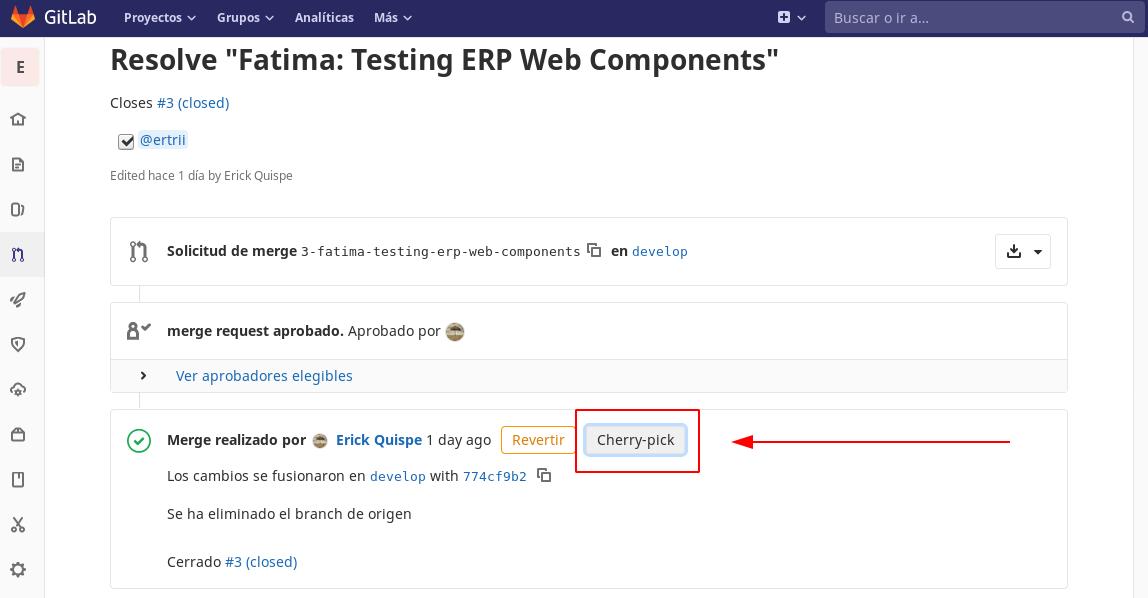 GitLab Proyectos Grupos Analíticas Más Buscar o ir a...
E
Resolve "Fatima: Testing ERP Web Components"
Closes #3 (closed)
@ertrii
Edited hace 1 día by Erick Quispe
Solicitud de merge 3-fatima-testing-erp-web-components en develop
merge request aprobado. Aprobado por
Ver aprobadores elegibles
Merge realizado por Erick Quispe 1 day ago Revertir Cherry-pick
Los cambios se fusionaron en develop with 774cf9b2
Se ha eliminado el branch de origen
Cerrado #3 (closed)